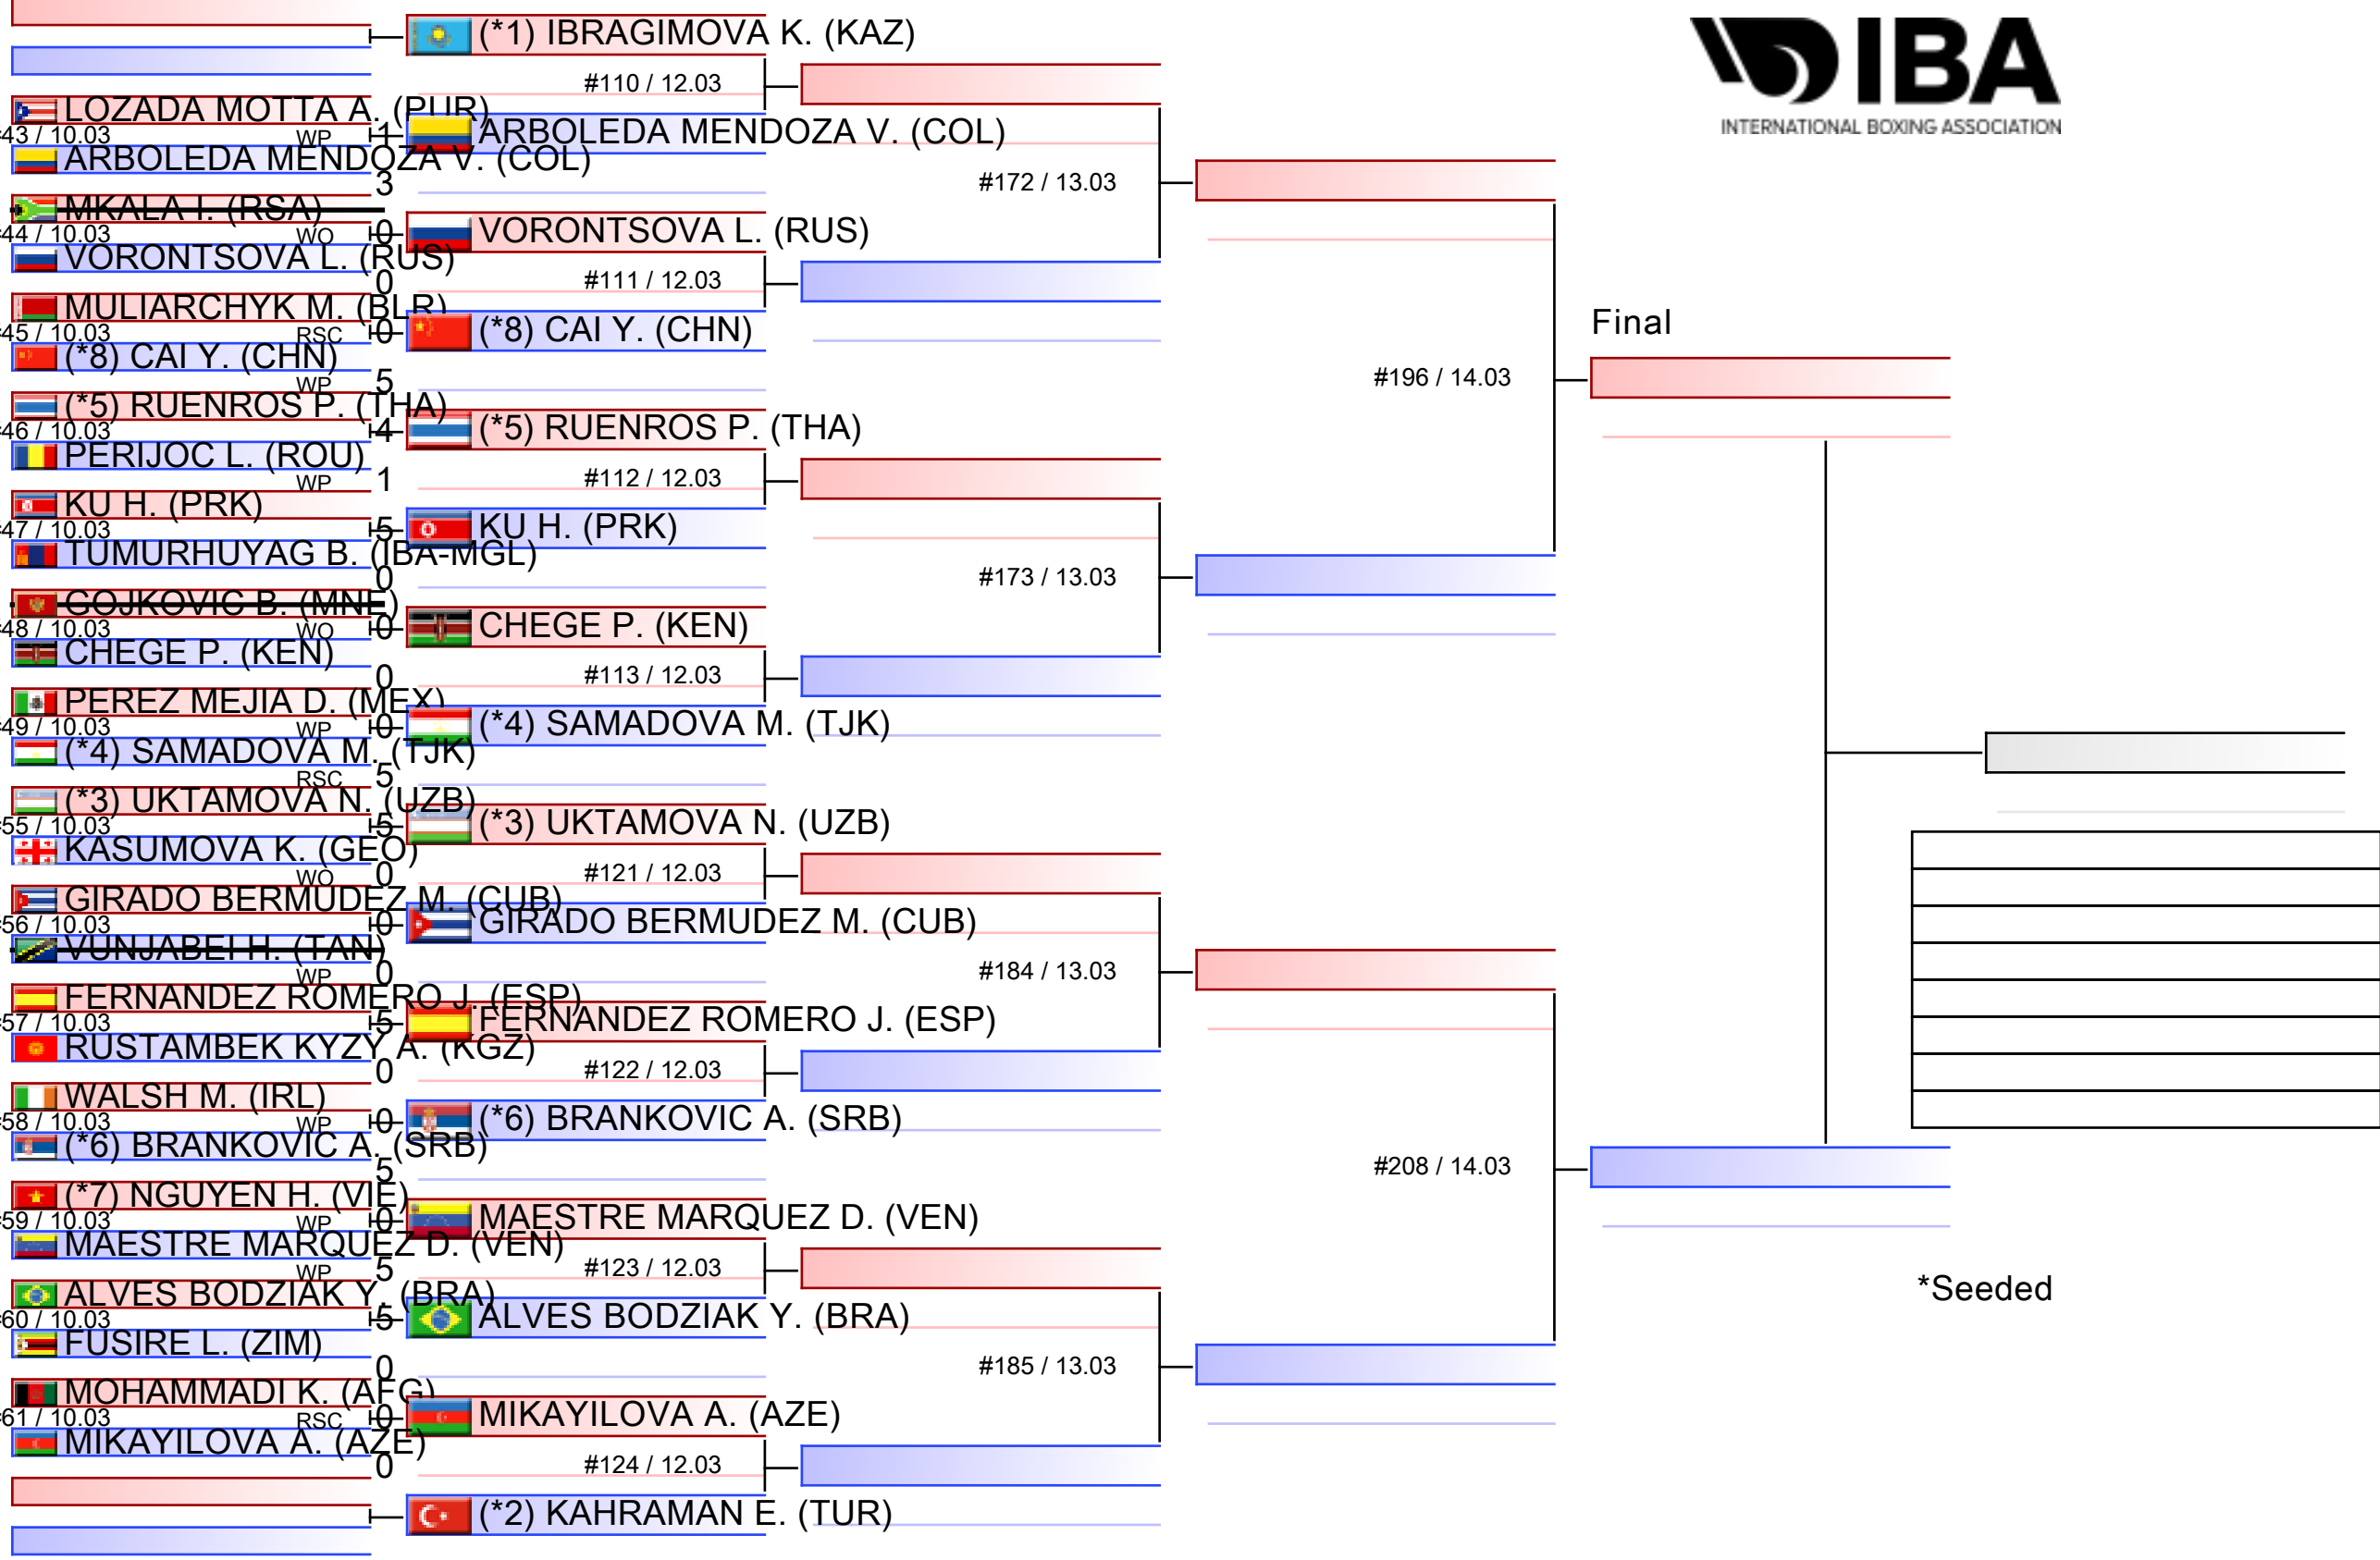 IBA
INTERNATIONAL BOXING ASSOCIATION
(*1) IBRAGIMOVA K. (KAZ)
#110 / 12.03
LOZADA MOTTA A. (PUR)
43 / 10.03 WP 1
ARBOLEDA MENDOZA V. (COL)
ARBOLEDA MENDOZA V. (COL)
3
#172 / 13.03
MKALA I. (RSA)
44 / 10.03 WO 0
VORONTSOVA L. (RUS)
VORONTSOVA L. (RUS)
0
#111 / 12.03
MULIARCHYK M. (BLR)
45 / 10.03 RSC 0
(*8) CAI Y. (CHN)
(*8) CAI Y. (CHN)
WP 5
Final
#196 / 14.03
(*5) RUENROS P. (THA)
46 / 10.03 4
(*5) RUENROS P. (THA)
PERIJOC L. (ROU)
WP 1
#112 / 12.03
KU H. (PRK)
47 / 10.03 5
KU H. (PRK)
TUMURHUYAG B. (IBA-MGL)
0
#173 / 13.03
GOJKOVIC B. (MNE)
48 / 10.03 WO 0
CHEGE P. (KEN)
CHEGE P. (KEN)
0
#113 / 12.03
PEREZ MEJIA D. (MEX)
49 / 10.03 WP 0
(*4) SAMADOVA M. (TJK)
(*4) SAMADOVA M. (TJK)
RSC 5
(*3) UKTAMOVA N. (UZB)
55 / 10.03 5
(*3) UKTAMOVA N. (UZB)
KASUMOVA K. (GEO)
WO 0
#121 / 12.03
GIRADO BERMUDEZ M. (CUB)
56 / 10.03 0
GIRADO BERMUDEZ M. (CUB)
VUNJABEI H. (TAN)
WP 0
#184 / 13.03
FERNANDEZ ROMERO J. (ESP)
57 / 10.03 5
FERNANDEZ ROMERO J. (ESP)
RUSTAMBEK KYZY A. (KGZ)
0
#122 / 12.03
WALSH M. (IRL)
58 / 10.03 WP 0
(*6) BRANKOVIC A. (SRB)
(*6) BRANKOVIC A. (SRB)
5
#208 / 14.03
(*7) NGUYEN H. (VIE)
59 / 10.03 WP 0
MAESTRE MARQUEZ D. (VEN)
MAESTRE MARQUEZ D. (VEN)
WP 5
#123 / 12.03
*Seeded
ALVES BODZIAK Y. (BRA)
60 / 10.03 5
ALVES BODZIAK Y. (BRA)
FUSIRE L. (ZIM)
0
#185 / 13.03
MOHAMMADI K. (AFG)
61 / 10.03 RSC 0
MIKAYILOVA A. (AZE)
MIKAYILOVA A. (AZE)
0
#124 / 12.03
(*2) KAHRAMAN E. (TUR)